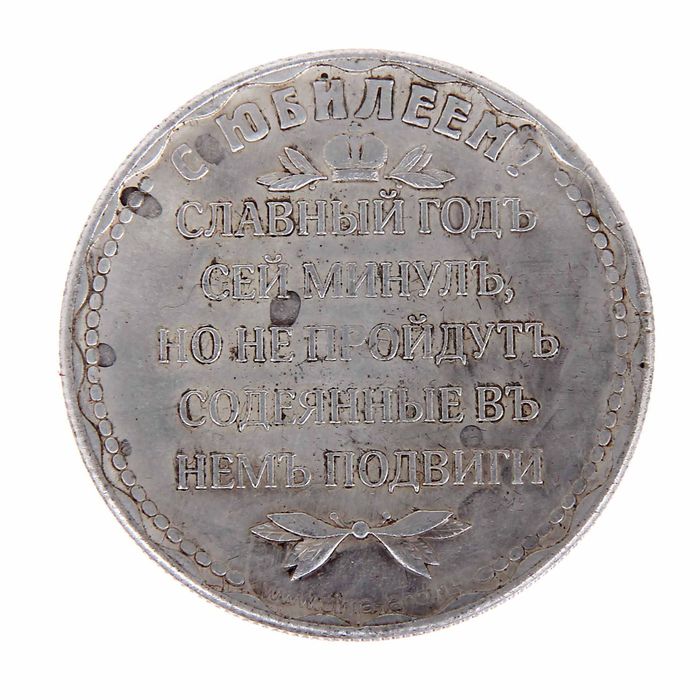 С ЮБИЛЕЕМ!
СЛАВНЫЙ ГОДЪ
СЕЙ МИНУЛЪ,
НО НЕ ПРОЙДУТЪ
СОДЕЯННЫЕ ВЪ
НЕМЪ ПОДВИГИ